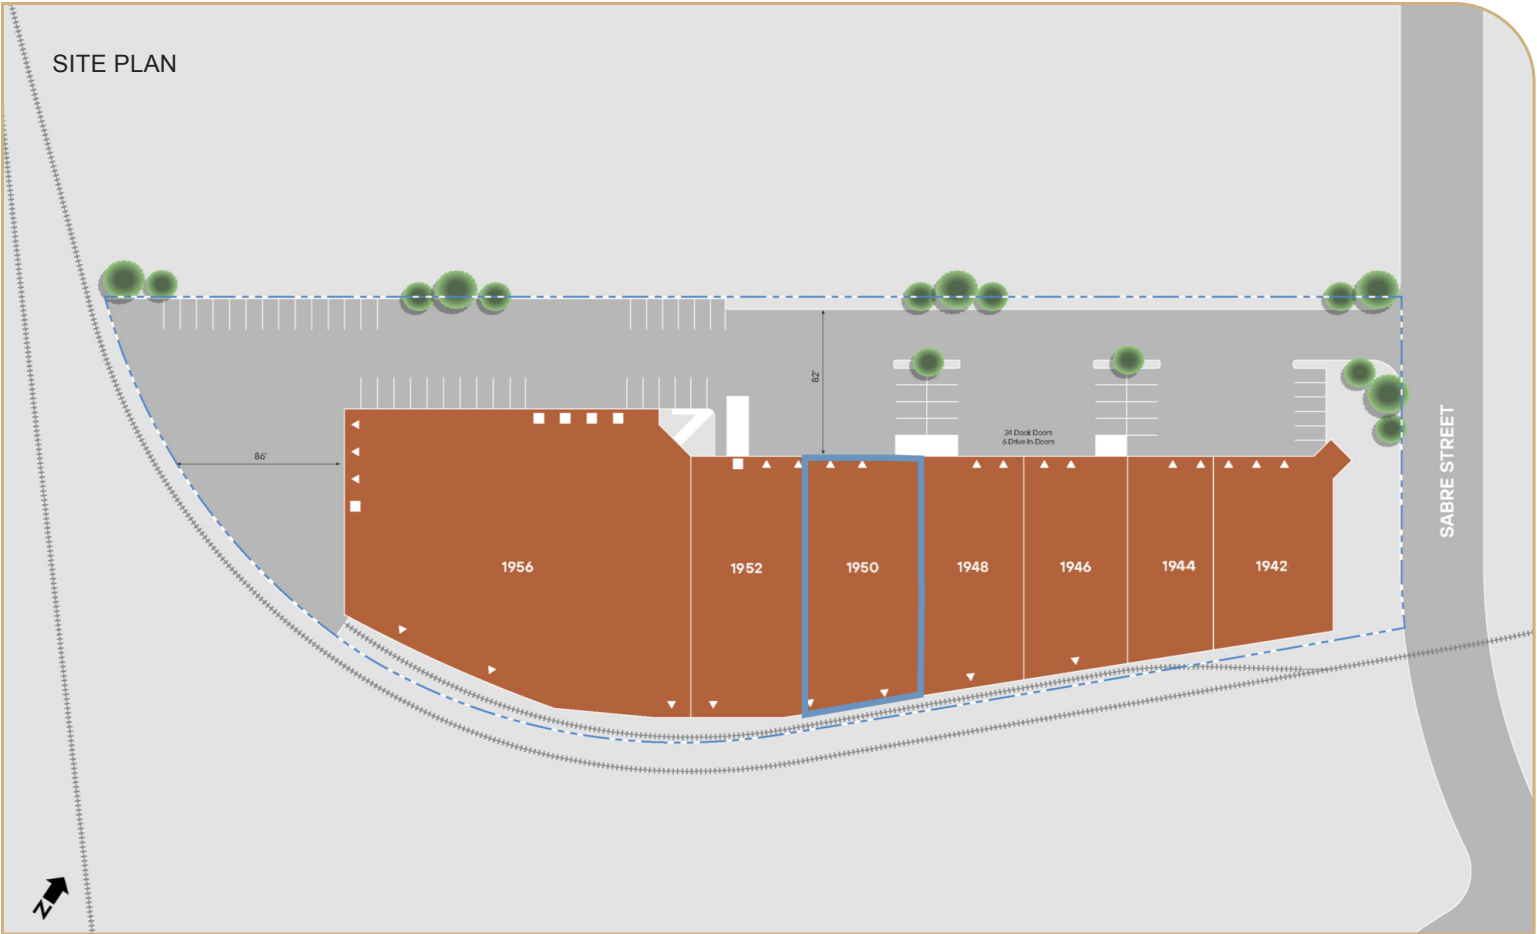 SITE PLAN
82'
86'
24 Dock Doors
6 Drive In Doors
SABRE STREET
1956
1952
1950
1948
1946
1944
1942
N